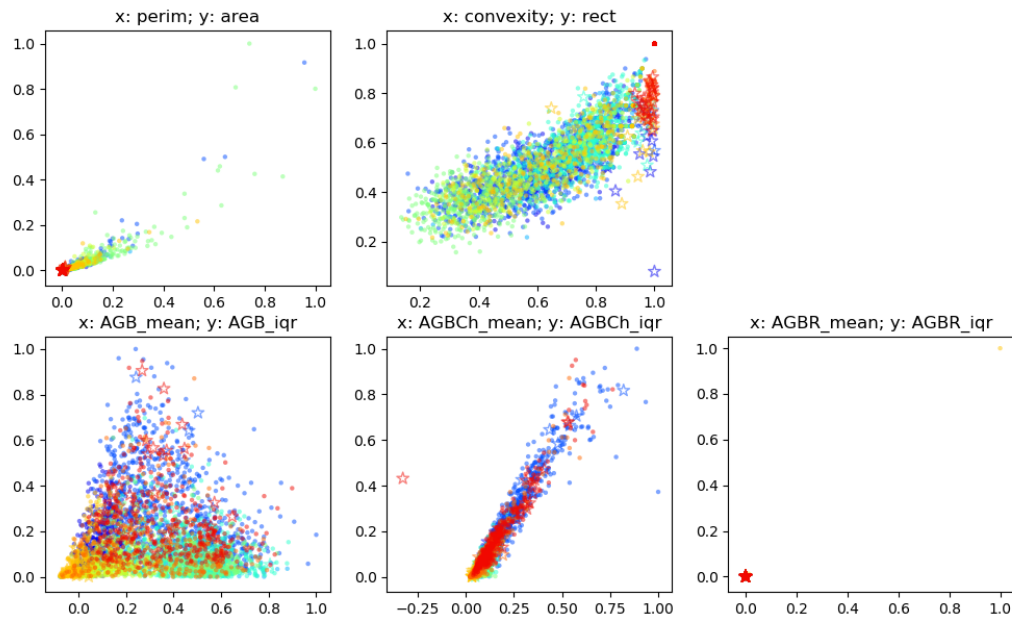 x: perim; y: area
1.0
0.8
0.6
0.4
0.2
0.0
0.0 0.2 0.4 0.6 0.8 1.0
x: convexity; y: rect
1.0
0.8
0.6
0.4
0.2
0.2 0.4 0.6 0.8 1.0
x: AGB_mean; y: AGB_iqr
1.0
0.8
0.6
0.4
0.2
0.0
0.0 0.2 0.4 0.6 0.8 1.0
x: AGBCh_mean; y: AGBCh_iqr
1.0
0.8
0.6
0.4
0.2
0.0
−0.25 0.00 0.25 0.50 0.75 1.00
x: AGBR_mean; y: AGBR_iqr
1.0
0.8
0.6
0.4
0.2
0.0
0.0 0.2 0.4 0.6 0.8 1.0